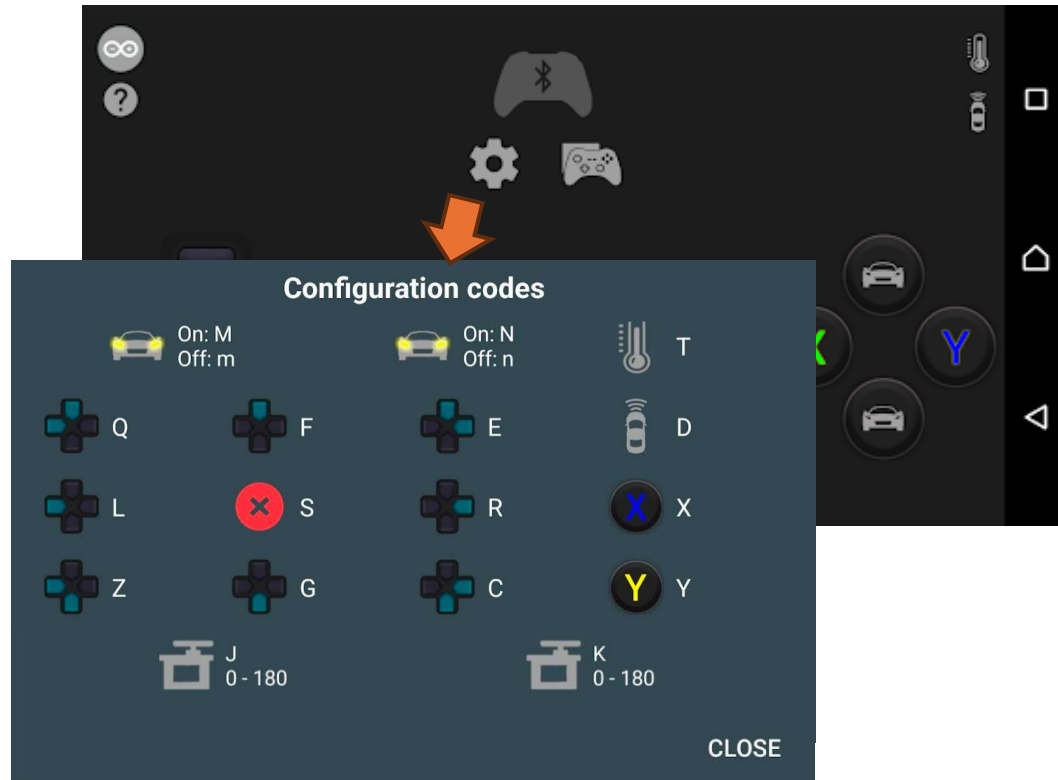 ?
X
Y
Configuration codes
On: M
Off: m
On: N
Off: n
T
Q
F
E
D
L
S
R
X
X
Z
G
C
Y
Y
J
0 - 180
K
0 - 180
CLOSE